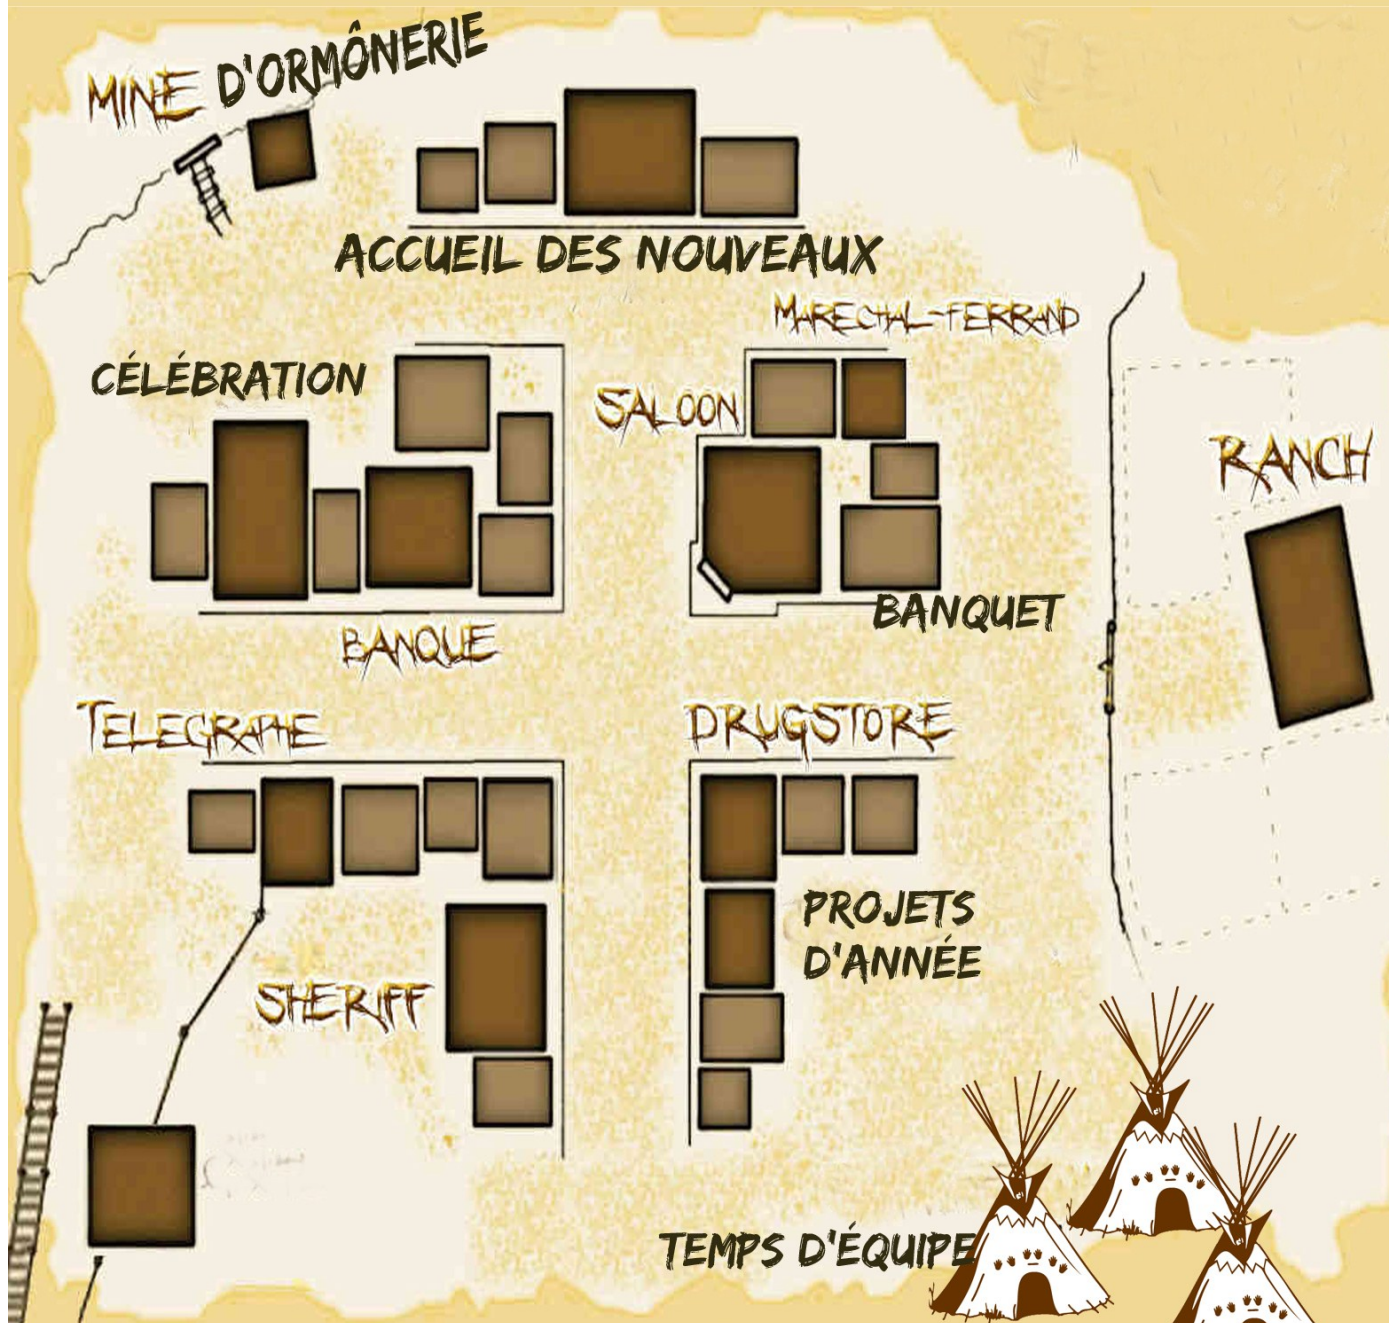 MINE D'ORMÔNERIE
ACCUEIL DES NOUVEAUX
MARECHAL-FERRAND
CÉLÉBRATION
SALOON
RANCH
BANQUET
BANQUE
TELEGRAPHE
DRUGSTORE
PROJETS
D'ANNÉE
SHERIFF
TEMPS D'ÉQUIPE